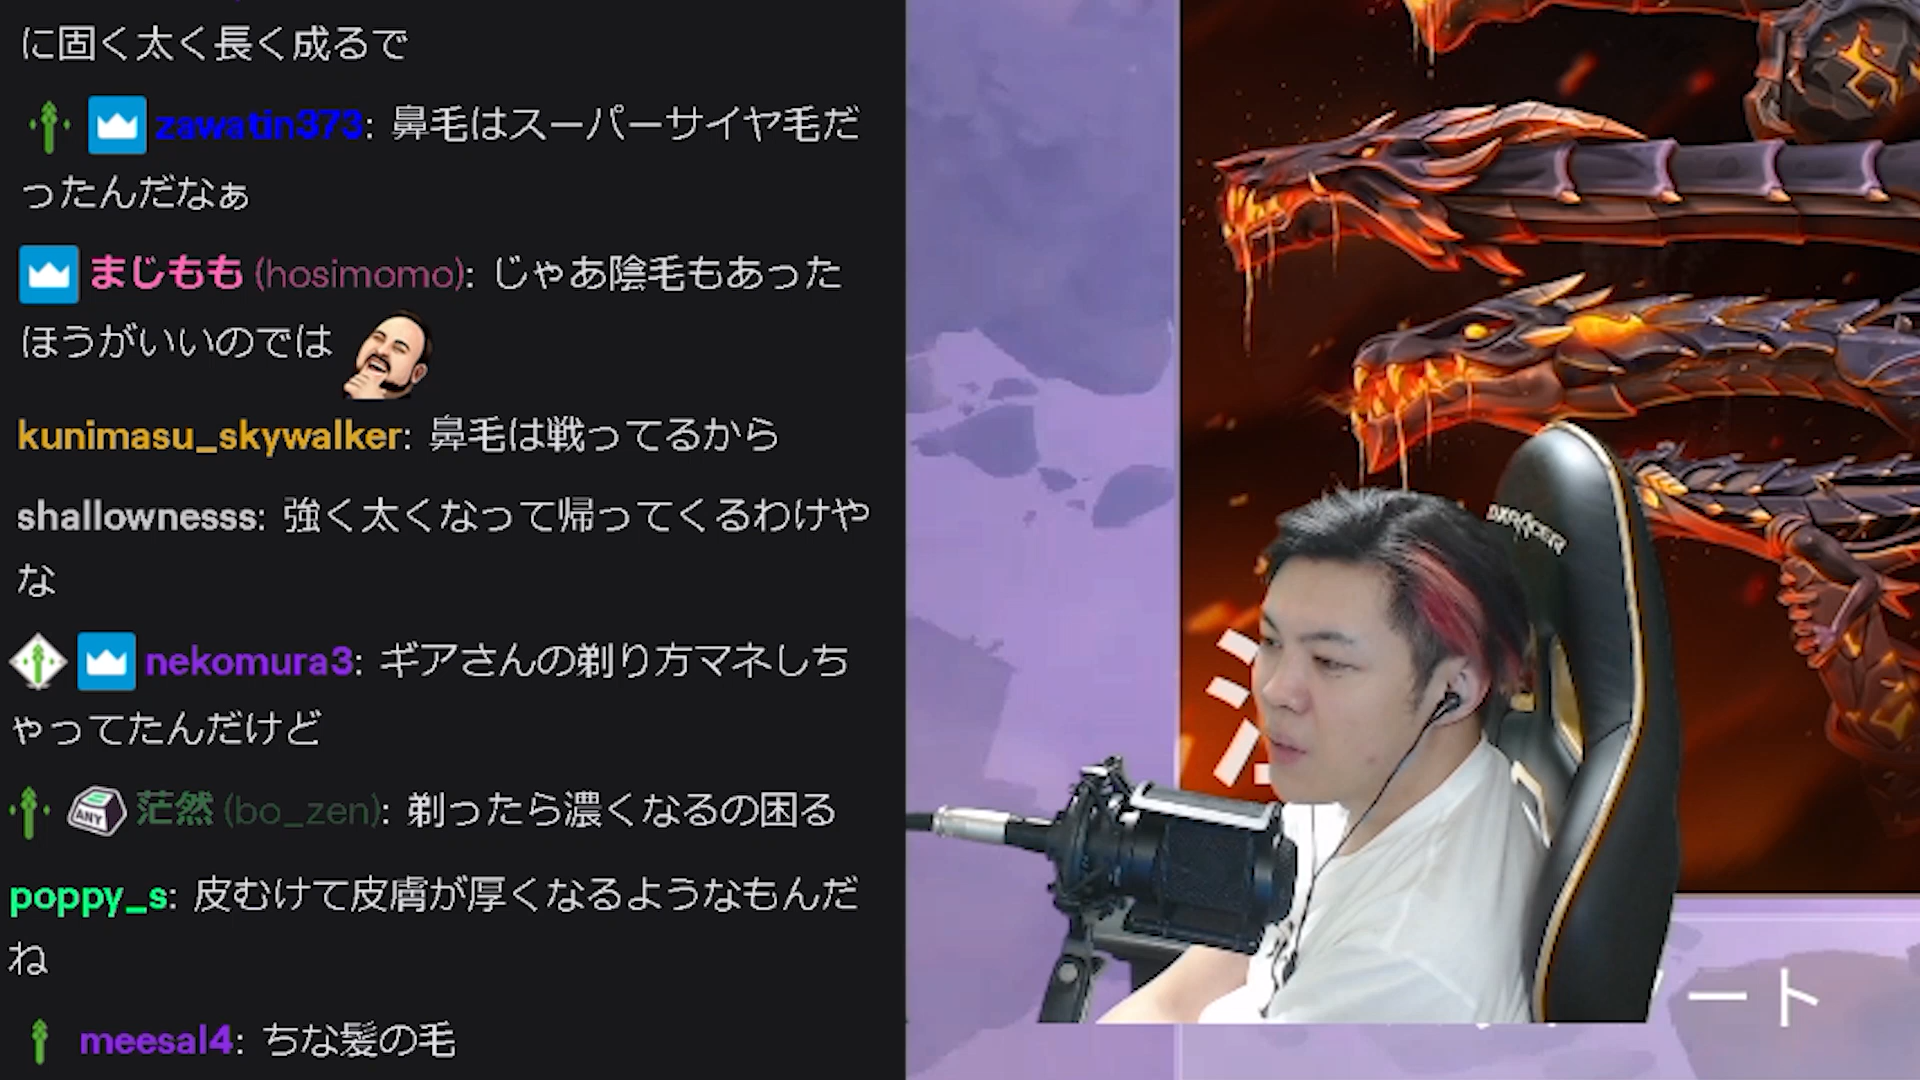 に固く太く長く成るで
zawatin373: 鼻毛はスーパーサイヤ毛だ
ったんだなぁ
まじもも (hosimomo): じゃあ陰毛もあった
ほうがいいのでは
kunimasu_skywalker: 鼻毛は戦ってるから
shallownesss: 強く太くなって帰ってくるわけや
な
nekomura3: ギアさんの剃り方マネしち
ゃってたんだけど
ANY 茫然 (bo_zen): 剃ったら濃くなるの困る
poppy_s: 皮むけて皮膚が厚くなるようなもんだ
ね
meesal4: ちな髪の毛
ート